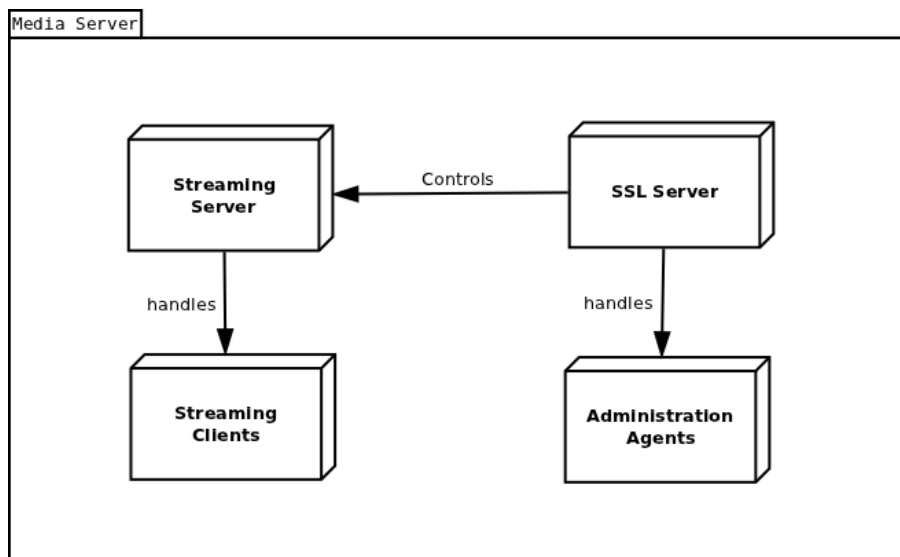 Media Server
Streaming
Server
Controls
SSL Server
handles
handles
Streaming
Clients
Administration
Agents